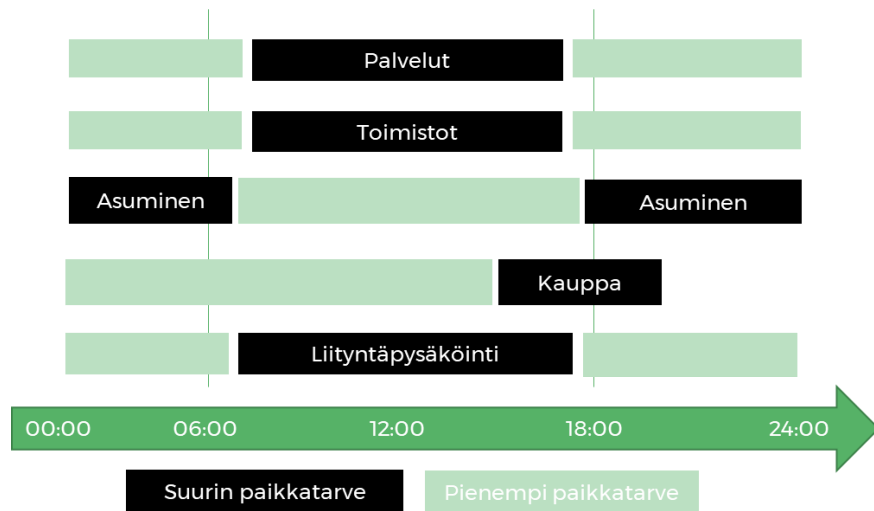 Palvelut
Toimistot
Asuminen Asuminen
Kauppa
Liityntäpysäköinti
00:00 06:00 12:00 18:00 24:00
Suurin paikkatarve Pienempi paikkatarve